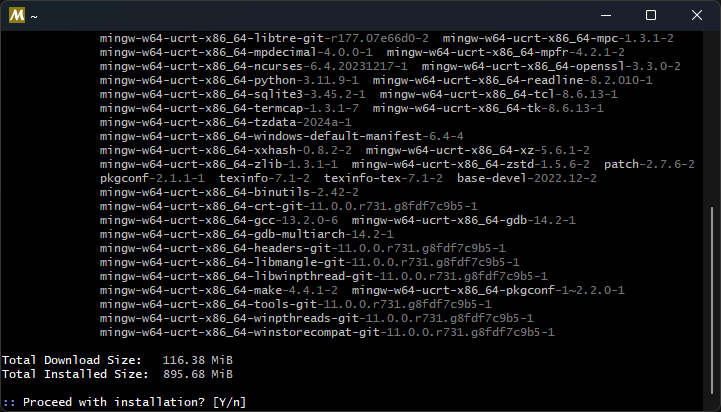 M ~
mingw-w64-ucrt-x86_64-libtre-git-r177.07e66d0-2 mingw-w64-ucrt-x86_64-mpc-1.3.1-2
mingw-w64-ucrt-x86_64-mpdecimal-4.0.0-1 mingw-w64-ucrt-x86_64-mpfr-4.2.1-2
mingw-w64-ucrt-x86_64-ncurses-6.4.20231217-1 mingw-w64-ucrt-x86_64-openssl-3.3.0-2
mingw-w64-ucrt-x86_64-python-3.11.9-1 mingw-w64-ucrt-x86_64-readline-8.2.010-1
mingw-w64-ucrt-x86_64-sqlite3-3.45.2-1 mingw-w64-ucrt-x86_64-tcl-8.6.13-1
mingw-w64-ucrt-x86_64-termcap-1.3.1-7 mingw-w64-ucrt-x86_64-tk-8.6.13-1
mingw-w64-ucrt-x86_64-tzdata-2024a-1
mingw-w64-ucrt-x86_64-windows-default-manifest-6.4-4
mingw-w64-ucrt-x86_64-xxhash-0.8.2-2 mingw-w64-ucrt-x86_64-xz-5.6.1-2
mingw-w64-ucrt-x86_64-zlib-1.3.1-1 mingw-w64-ucrt-x86_64-zstd-1.5.6-2 patch-2.7.6-2
pkgconf-2.1.1-1 texinfo-7.1-2 texinfo-tex-7.1-2 base-devel-2022.12-2
mingw-w64-ucrt-x86_64-binutils-2.42-2
mingw-w64-ucrt-x86_64-crt-git-11.0.0.r731.g8fdf7c9b5-1
mingw-w64-ucrt-x86_64-gcc-13.2.0-6 mingw-w64-ucrt-x86_64-gdb-14.2-1
mingw-w64-ucrt-x86_64-gdb-multiarch-14.2-1
mingw-w64-ucrt-x86_64-headers-git-11.0.0.r731.g8fdf7c9b5-1
mingw-w64-ucrt-x86_64-libmangle-git-11.0.0.r731.g8fdf7c9b5-1
mingw-w64-ucrt-x86_64-libwinpthread-git-11.0.0.r731.g8fdf7c9b5-1
mingw-w64-ucrt-x86_64-make-4.4.1-2 mingw-w64-ucrt-x86_64-pkgconf-1~2.2.0-1
mingw-w64-ucrt-x86_64-tools-git-11.0.0.r731.g8fdf7c9b5-1
mingw-w64-ucrt-x86_64-winpthreads-git-11.0.0.r731.g8fdf7c9b5-1
mingw-w64-ucrt-x86_64-winstorecompat-git-11.0.0.r731.g8fdf7c9b5-1
Total Download Size: 116.38 MiB
Total Installed Size: 895.68 MiB
:: Proceed with installation? [Y/n]